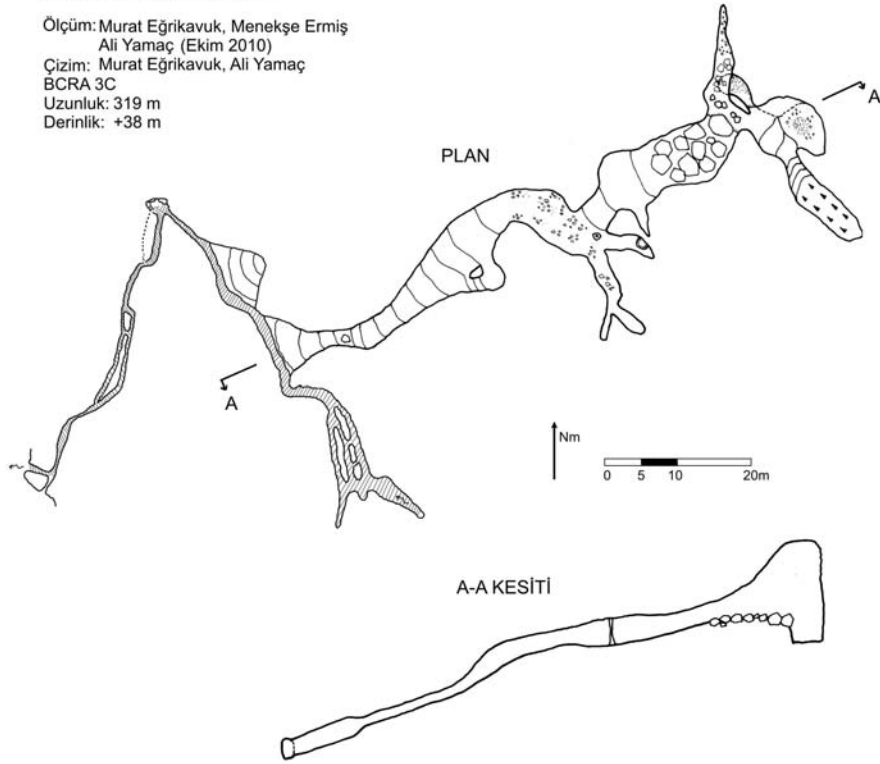 Ölçüm: Murat Eğrikavuk, Menekşe Ermiş
Ali Yamaç (Ekim 2010)
Çizim: Murat Eğrikavuk, Ali Yamaç
BCRA 3C
Uzunluk: 319 m
Derinlik: +38 m
A
PLAN
A
Nm
0 5 10 20m
A-A KESİTİ